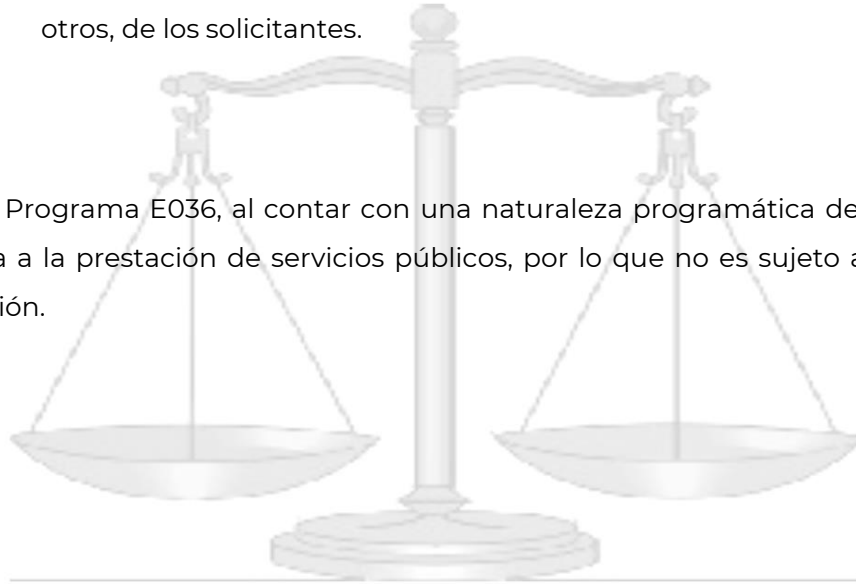 otros, de los solicitantes.
Programa E036, al contar con una naturaleza programática de
a la prestación de servicios públicos, por lo que no es sujeto a
ión.